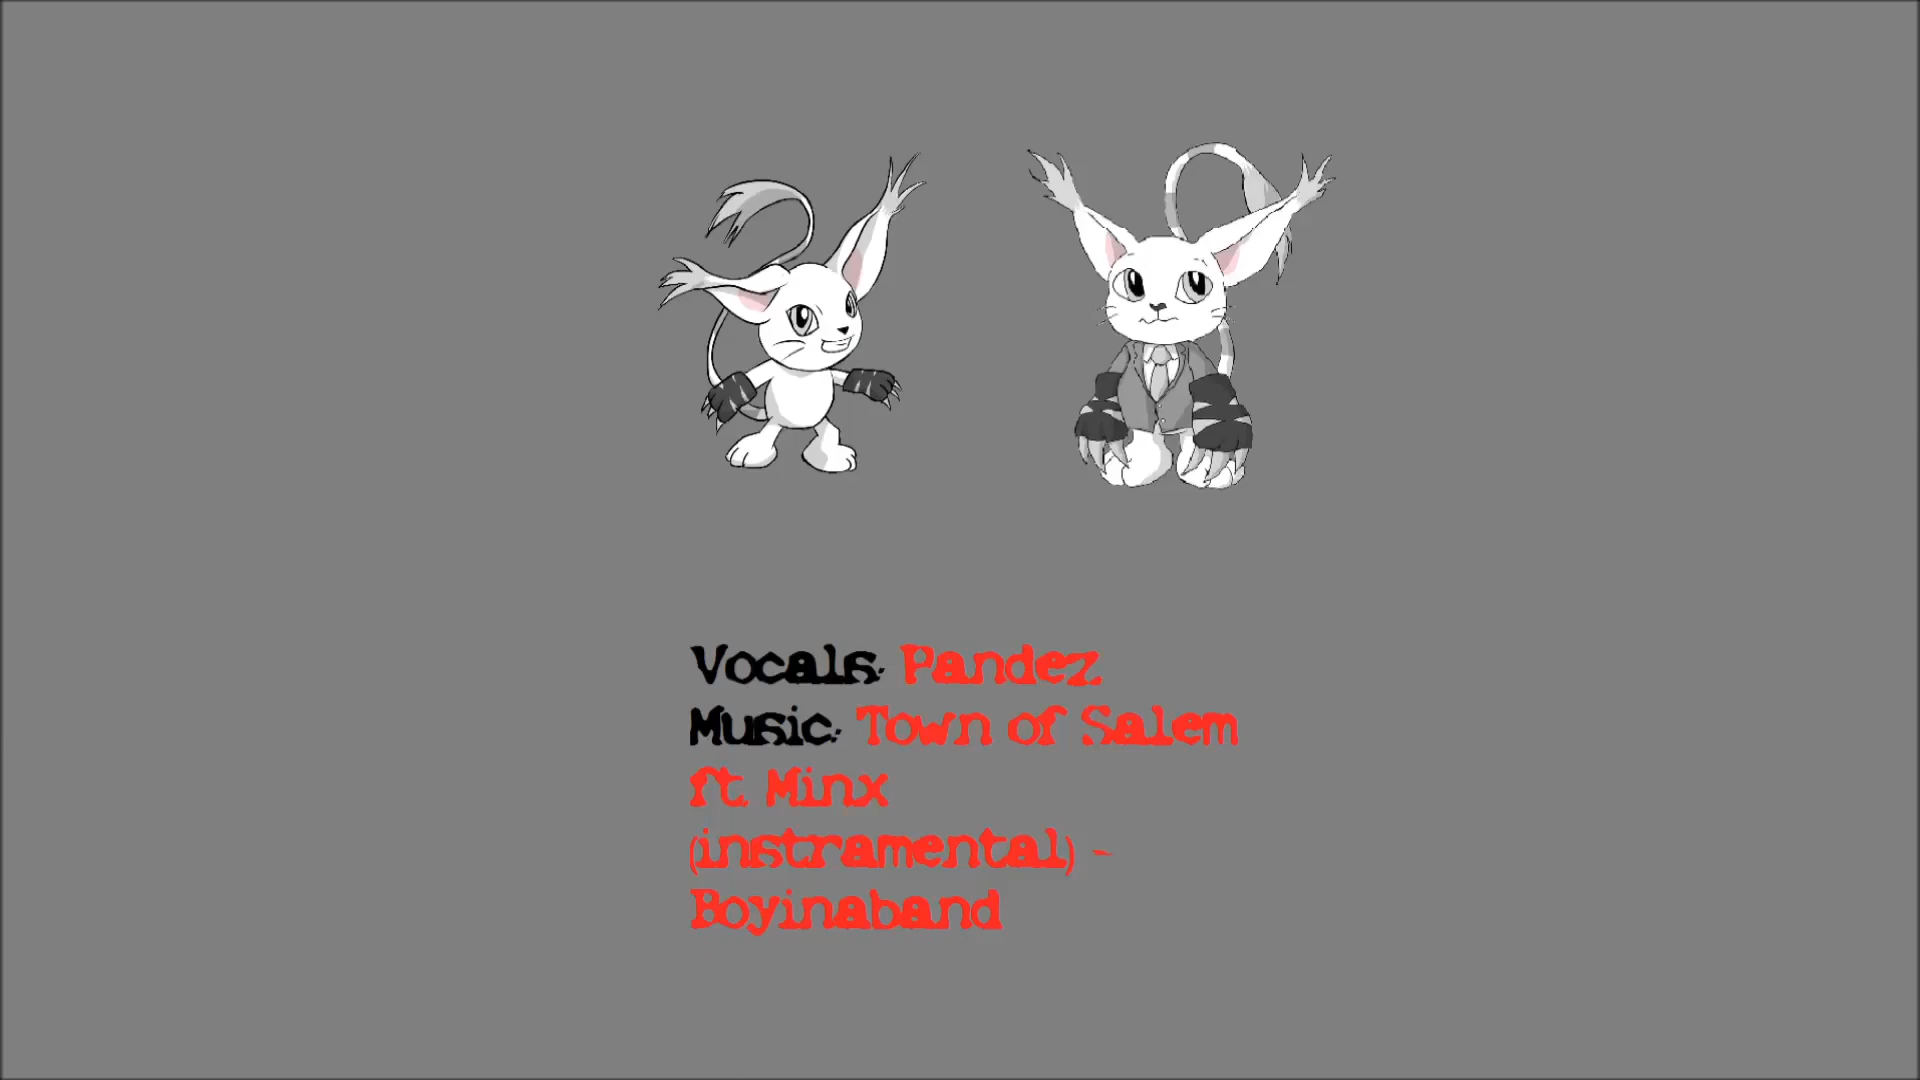 Vocals: Pandez
Music: Town of Salem
ft. Minx
(instramental) -
Boyinaband